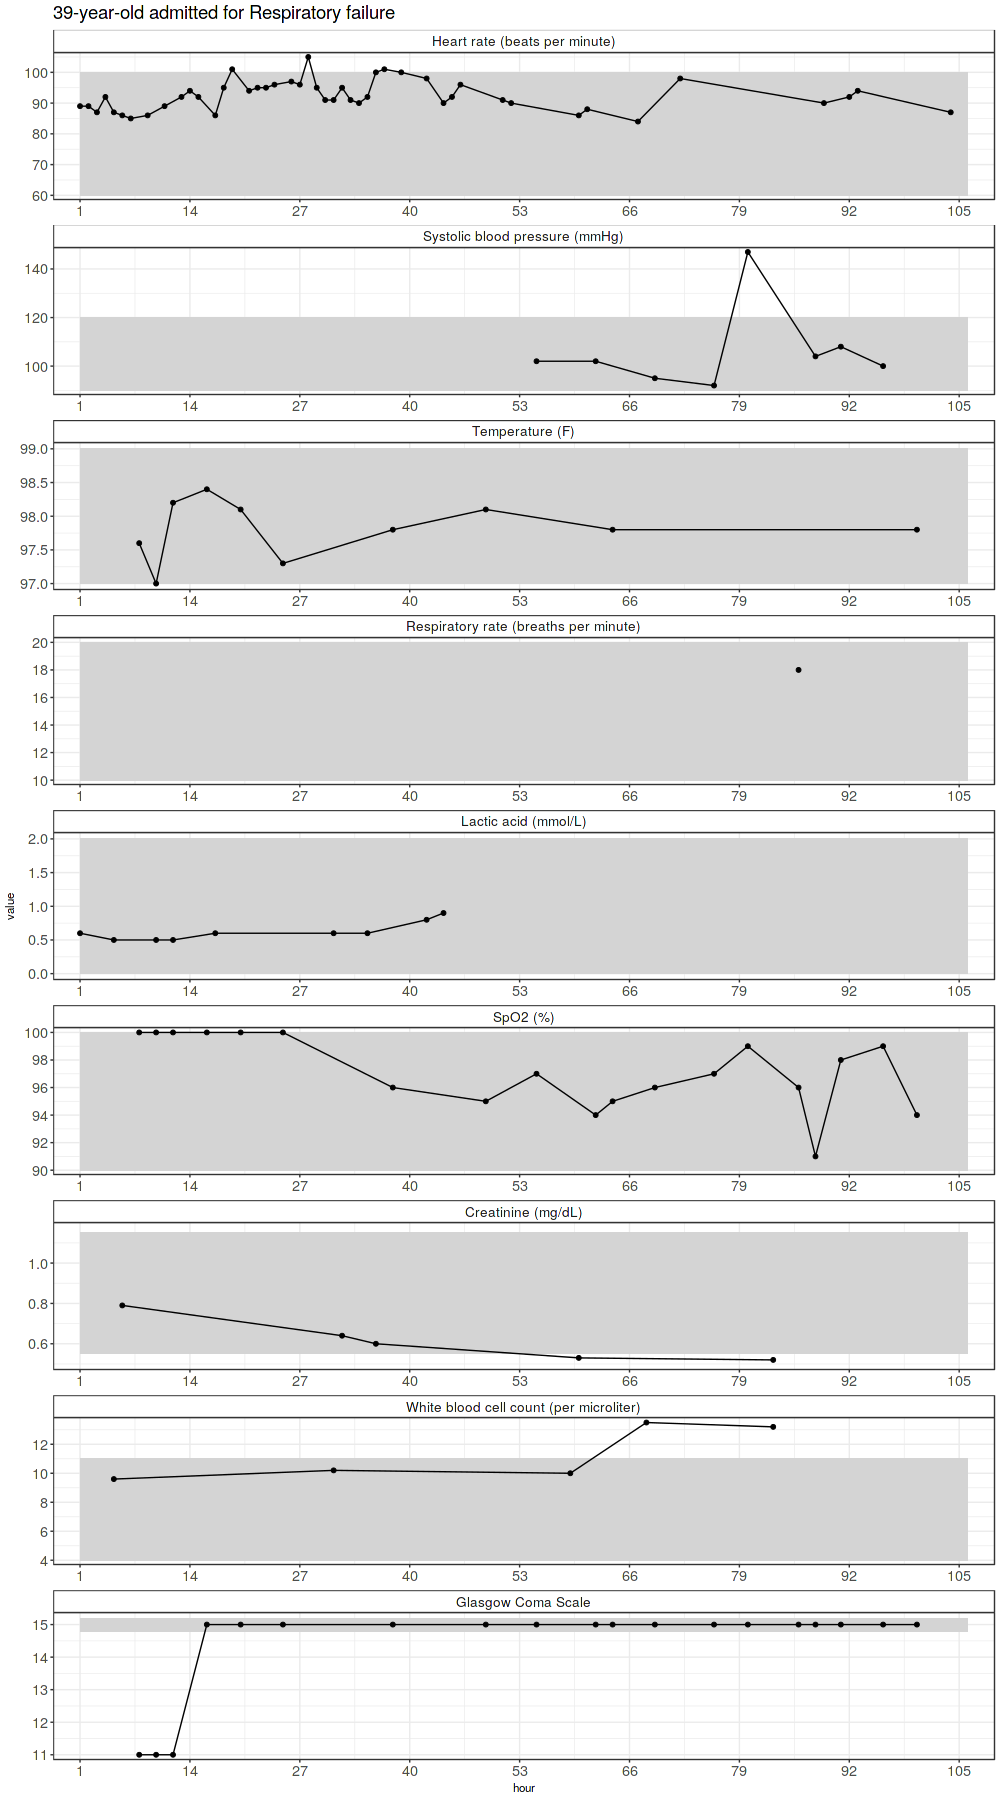 39-year-old admitted for Respiratory failure
Heart rate (beats per minute)
100
90
80
70
60
1 14 27 40 53 66 79 92 105
Systolic blood pressure (mmHg)
140
120
100
1 14 27 40 53 66 79 92 105
Temperature (F)
99.0
98.5
98.0
97.5
97.0
1 14 27 40 53 66 79 92 105
Respiratory rate (breaths per minute)
20
18
16
14
12
10
1 14 27 40 53 66 79 92 105
Lactic acid (mmol/L)
2.0
1.5
1.0
0.5
0.0
1 14 27 40 53 66 79 92 105
value
SpO2 (%)
100
98
96
94
92
90
1 14 27 40 53 66 79 92 105
Creatinine (mg/dL)
1.0
0.8
0.6
1 14 27 40 53 66 79 92 105
White blood cell count (per microliter)
12
10
8
6
4
1 14 27 40 53 66 79 92 105
Glasgow Coma Scale
15
14
13
12
11
1 14 27 40 53 66 79 92 105
hour